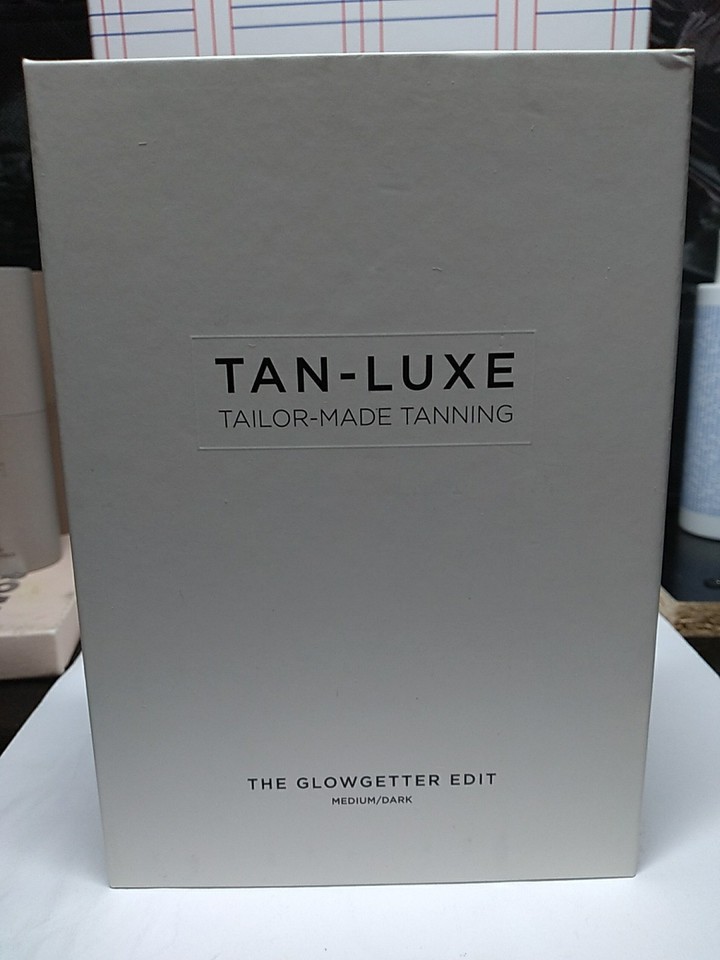 TAN-LUXE
TAILOR-MADE TANNING
THE GLOWGETTER EDIT
MEDIUM/DARK